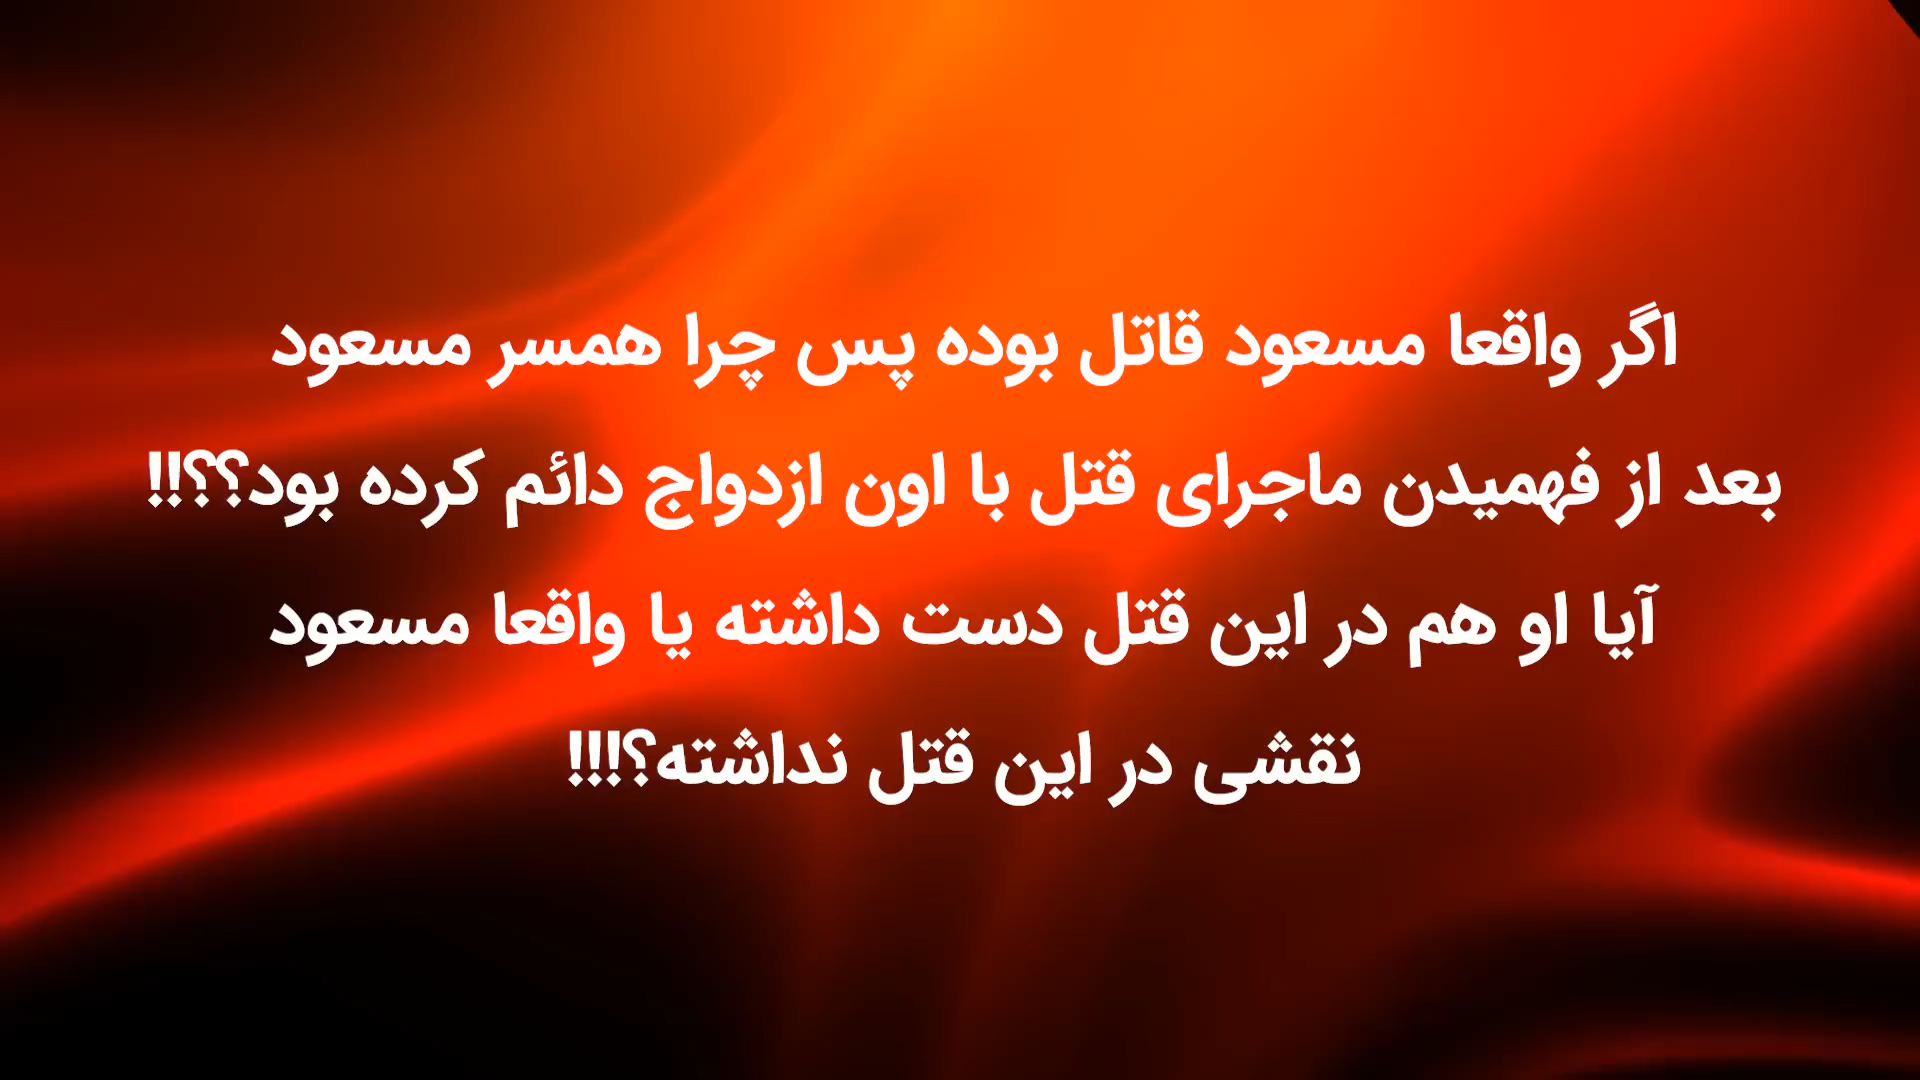 اگر واقعا مسعود قاتل بوده پس چرا همسر مسعود
بعد از فهمیدن ماجرای قتل با اون ازدواج دائم کرده بود؟؟!!
آیا او هم در این قتل دست داشته یا واقعا مسعود
نقشی در این قتل نداشته؟!!!